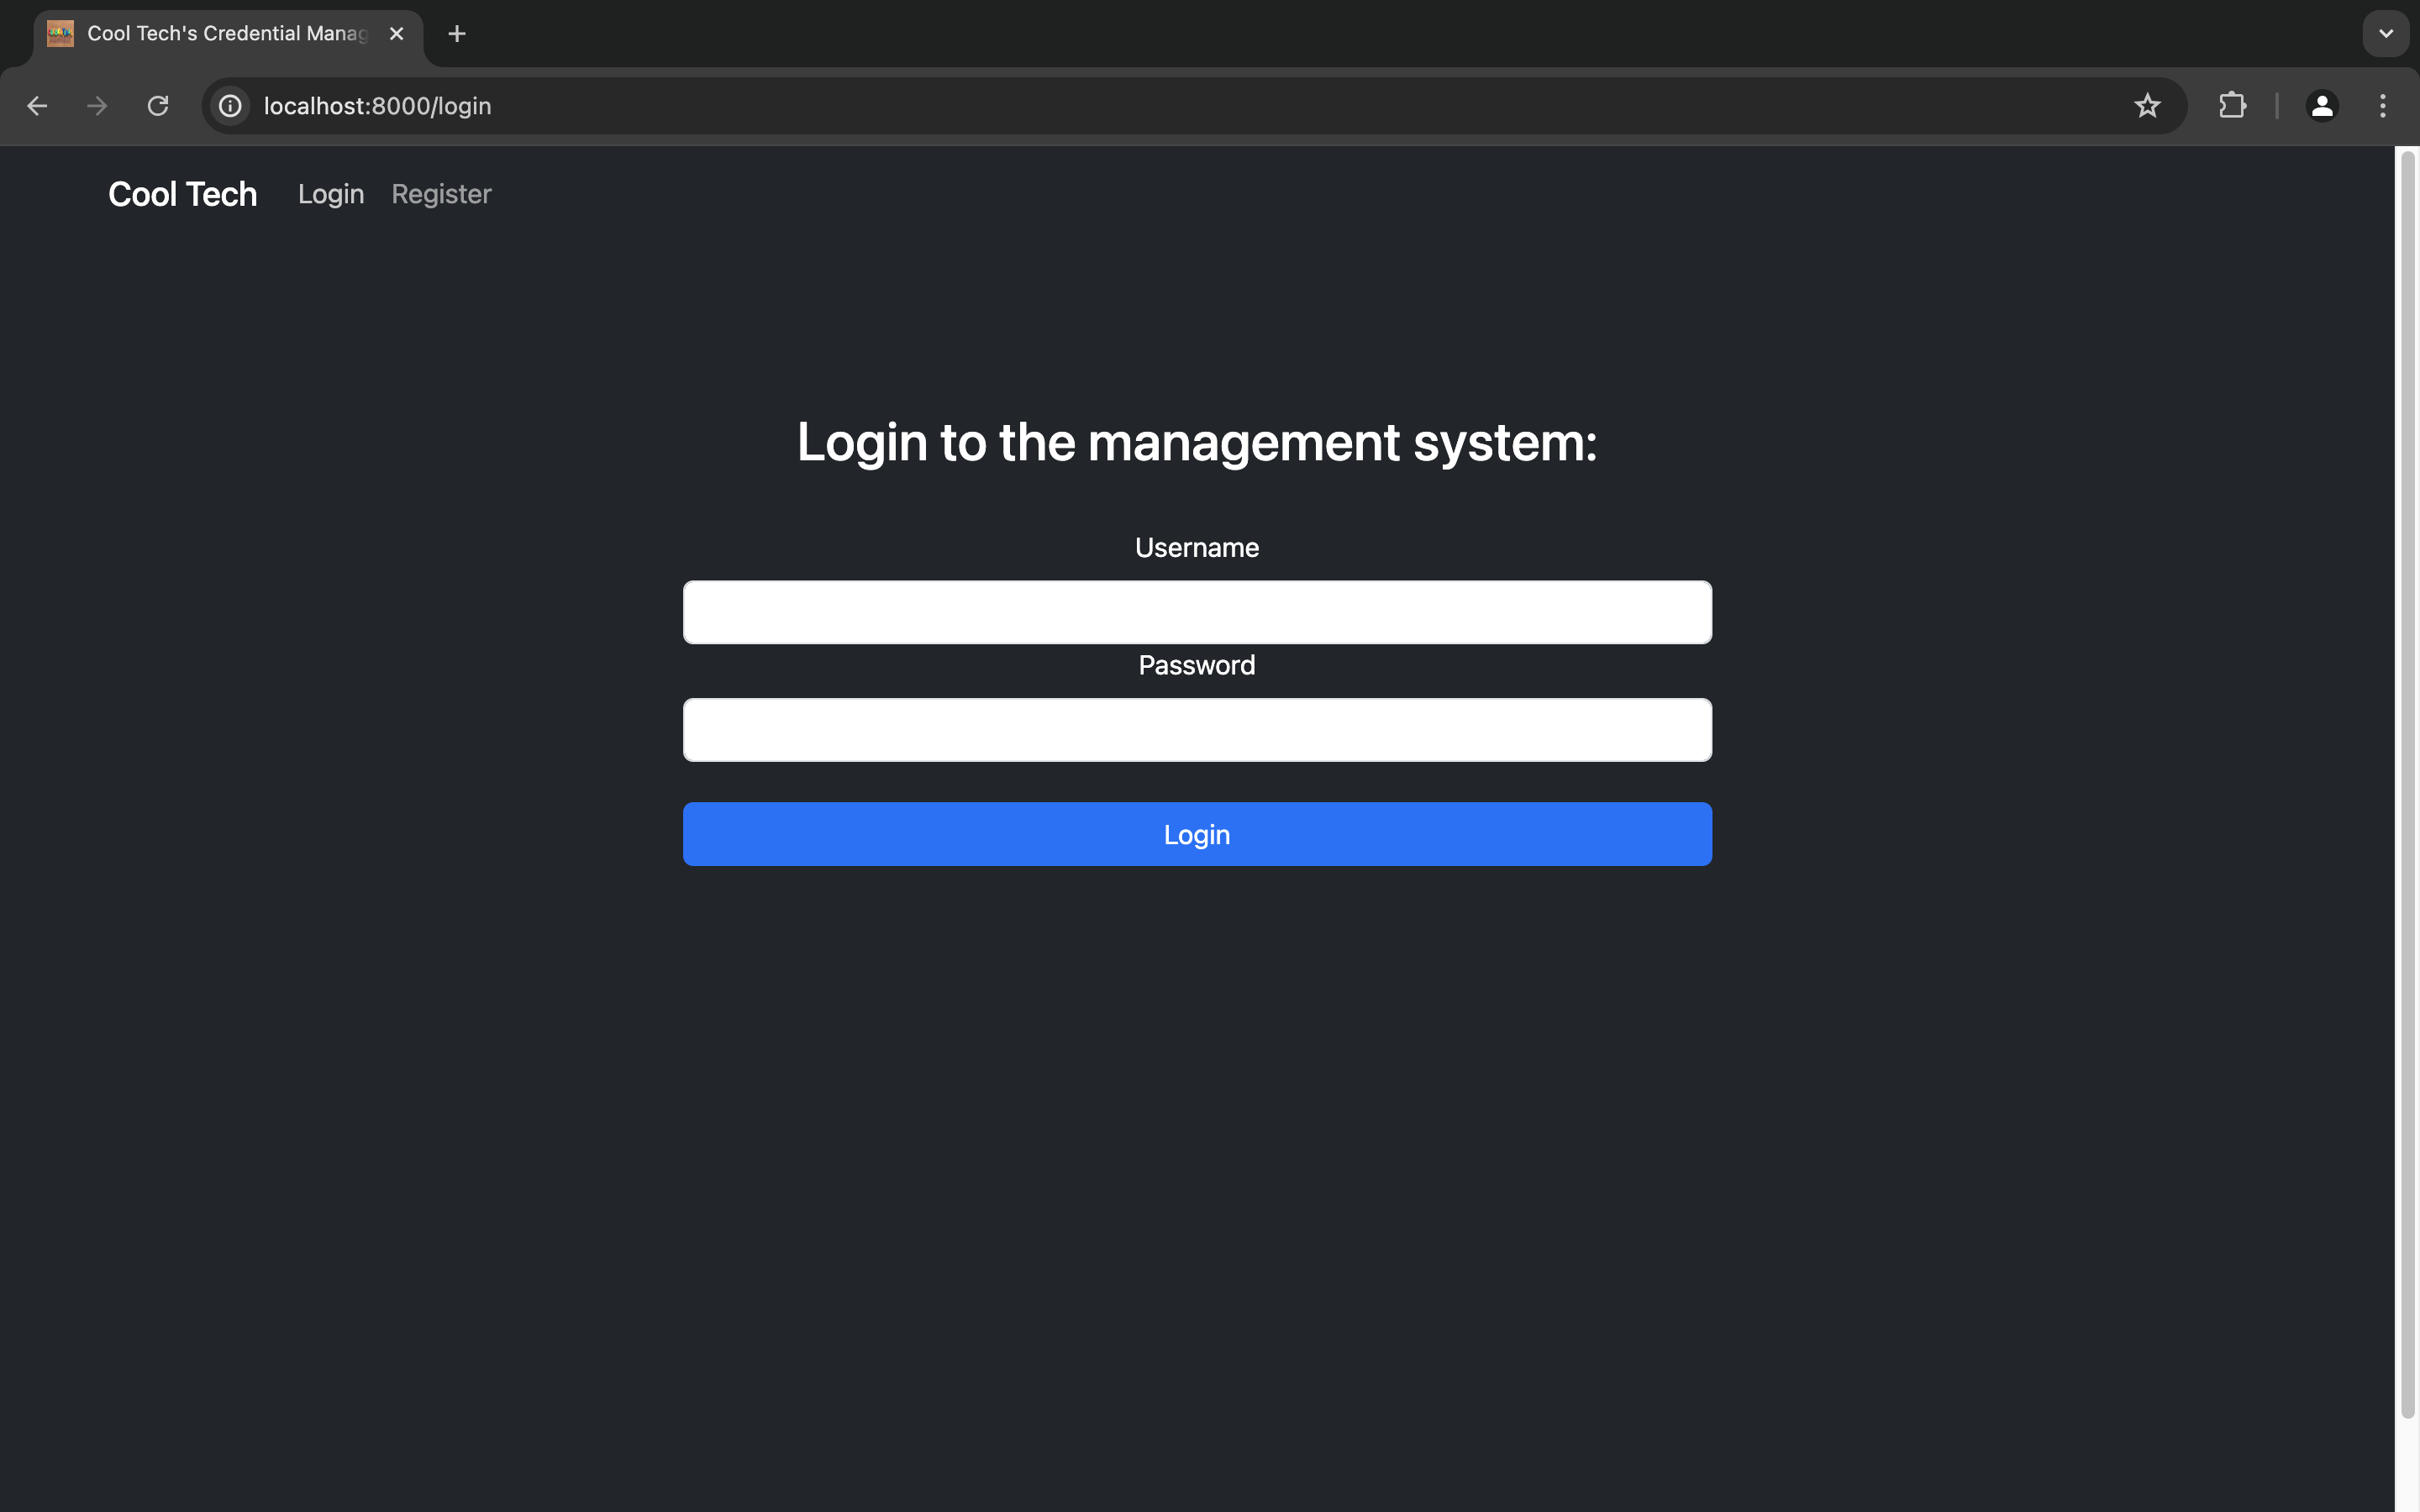 Cool Tech's Credential Manag
localhost:8000/login
Cool Tech Login Register
Login to the management system:
Username
Password
Login